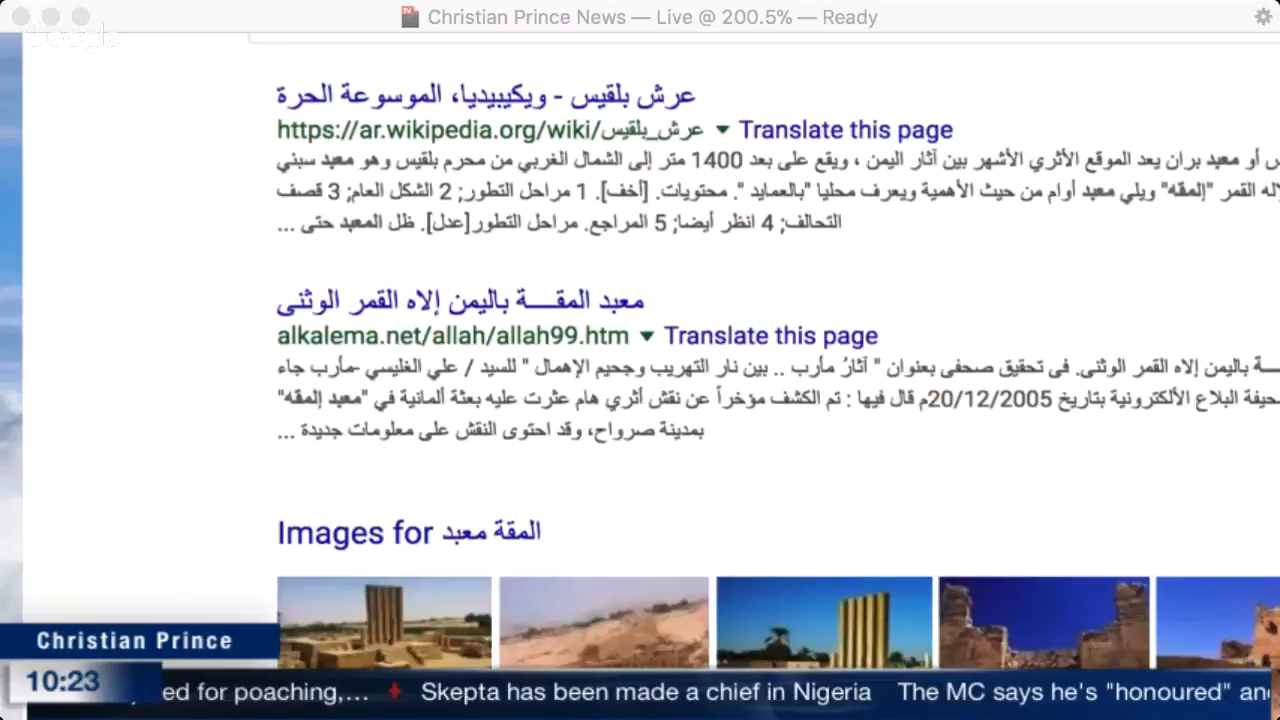 Christian Prince News — Live @ 200.5% — Ready
Google
عرش بلقيس - ويكيبيديا، الموسوعة الحرة
https://ar.wikipedia.org/wiki/عرش_بلقيس ▼ Translate this page
س أو معبد بران يعد الموقع الأثري الأشهر بين آثار اليمن ، ويقع على بعد 1400 متر إلى الشمال الغربي من محرم بلقيس وهو معبد سبئي
لاله القمر "إلمقه" ويلي معبد أوام من حيث الأهمية ويعرف محليا "بالعمايد ". محتويات. [أخف]. 1 مراحل التطور; 2 الشكل العام; 3 قصف
التحالف; 4 انظر أيضا; 5 المراجع. مراحل التطور[عدل]. ظل المعبد حتى ...
معبد المقـــة باليمن إلاه القمر الوثنى
alkalema.net/allah/allah99.htm ▼ Translate this page
ـــة باليمن إلاه القمر الوثنى. فى تحقيق صحفى بعنوان " آثارُ مأرب .. بين نار التهريب وجحيم الإهمال " للسيد / علي الغليسي -مأرب جاء
حيفة البلاغ الألكترونية بتاريخ 20/12/2005م قال فيها : تم الكشف مؤخراً عن نقش أثري هام عثرت عليه بعثة ألمانية في "معبد إلمقه"
بمدينة صرواح، وقد احتوى النقش على معلومات جديدة ...
Images for المقة معبد
Christian Prince
10:23
ed for poaching,... Skepta has been made a chief in Nigeria The MC says he's "honoured" an